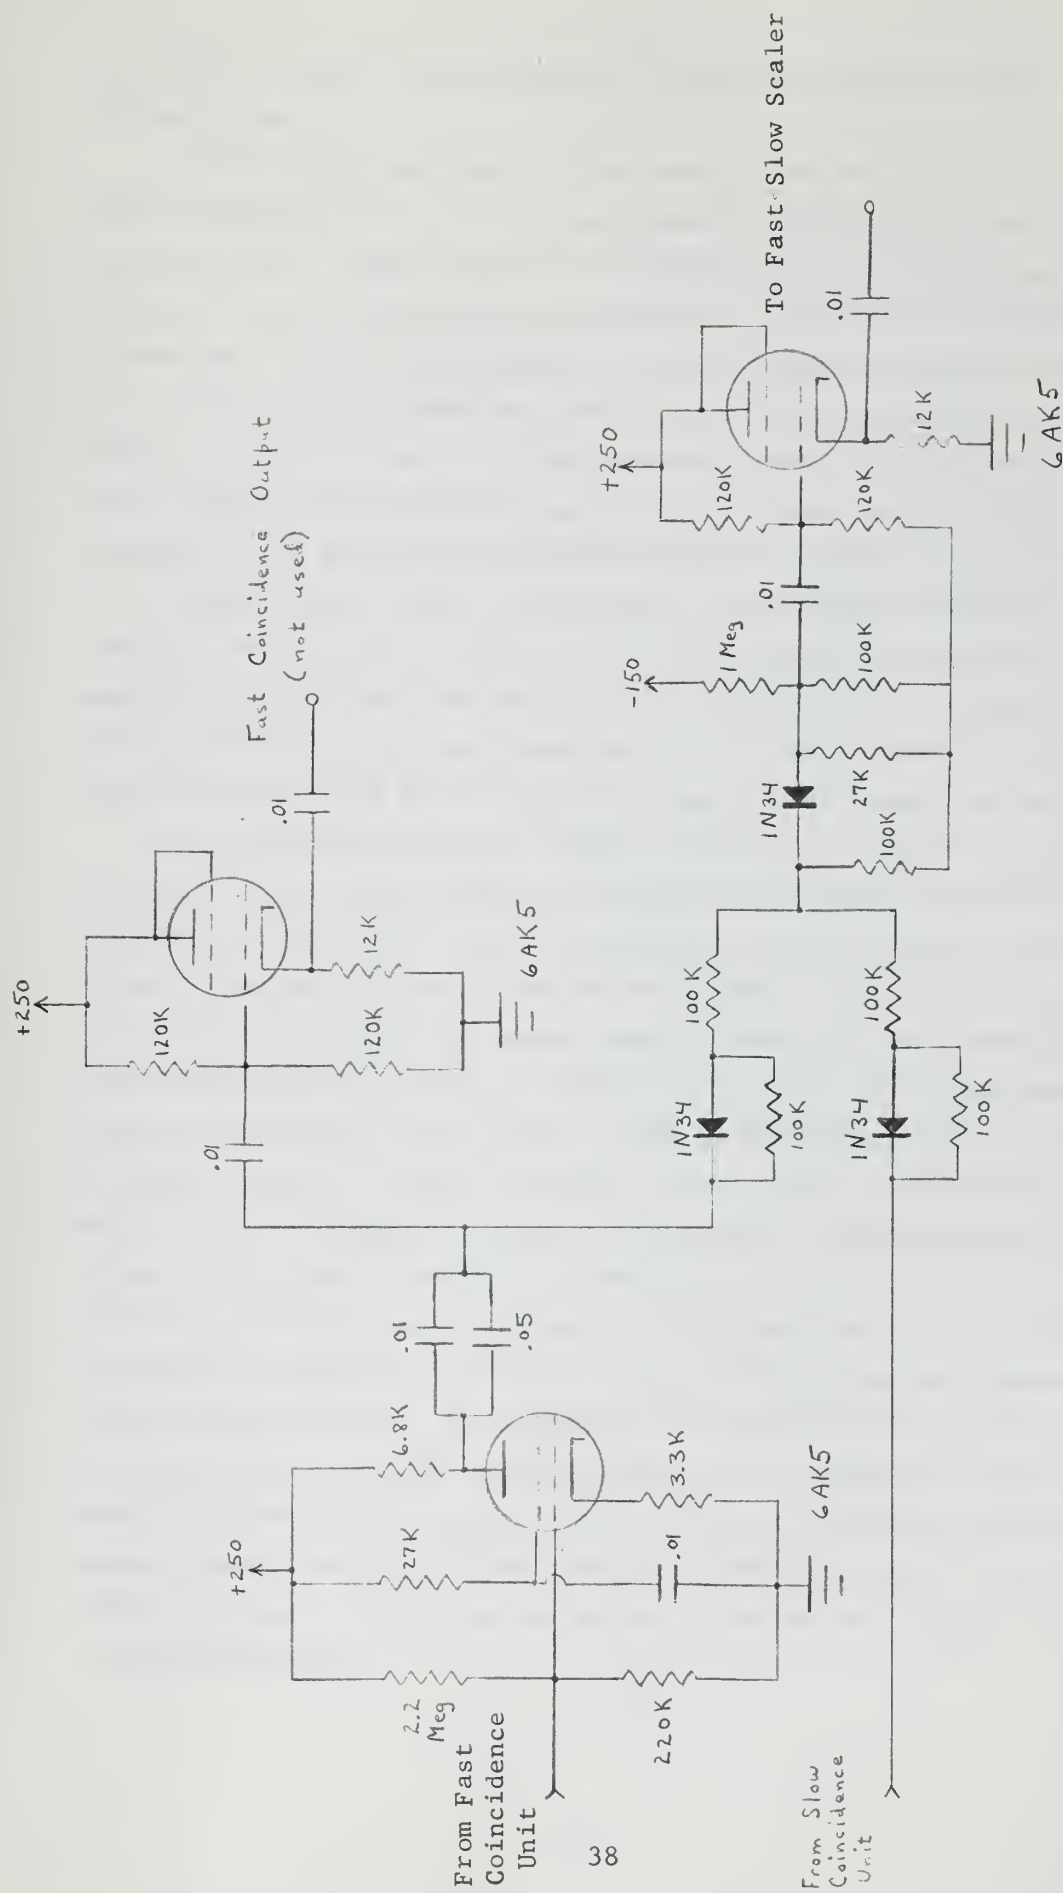 +250
2.2
Meg
27K
6.8K
.01
.05
From Fast
Coincidence
Unit
220K
.01
3.3K
6AK5
+250
120K
.01
120K
12K
6AK5
.01
Fast Coincidence Output
(not used)
1N34
100K
100K
From Slow
Coincidence
Unit
1N34
100K
100K
1N34
100K
27K
-150
1 Meg
100K
.01
+250
120K
120K
12K
6AK5
.01
To Fast-Slow Scaler
38